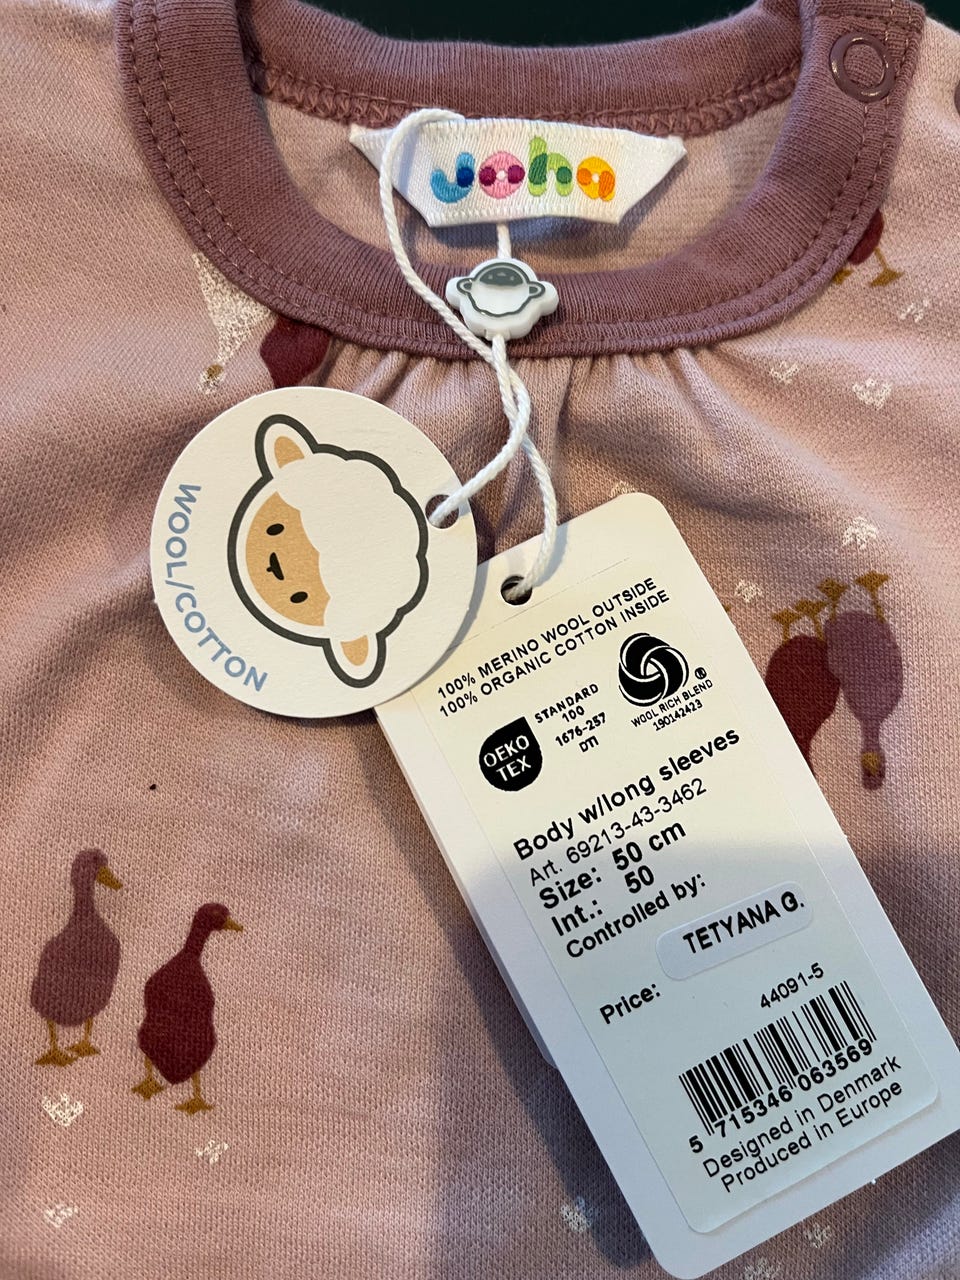 joha
WOOL/COTTON
100% MERINO WOOL OUTSIDE
100% ORGANIC COTTON INSIDE
OEKO
TEX
STANDARD
100
1676-257
DTI
®
WOOL RICH BLEND
190142423
Body w/long sleeves
Art. 69213-43-3462
Size: 50 cm
Int.: 50
Controlled by:
TETYANA G.
Price:
44091-5
5 715346 063569
Designed in Denmark
Produced in Europe